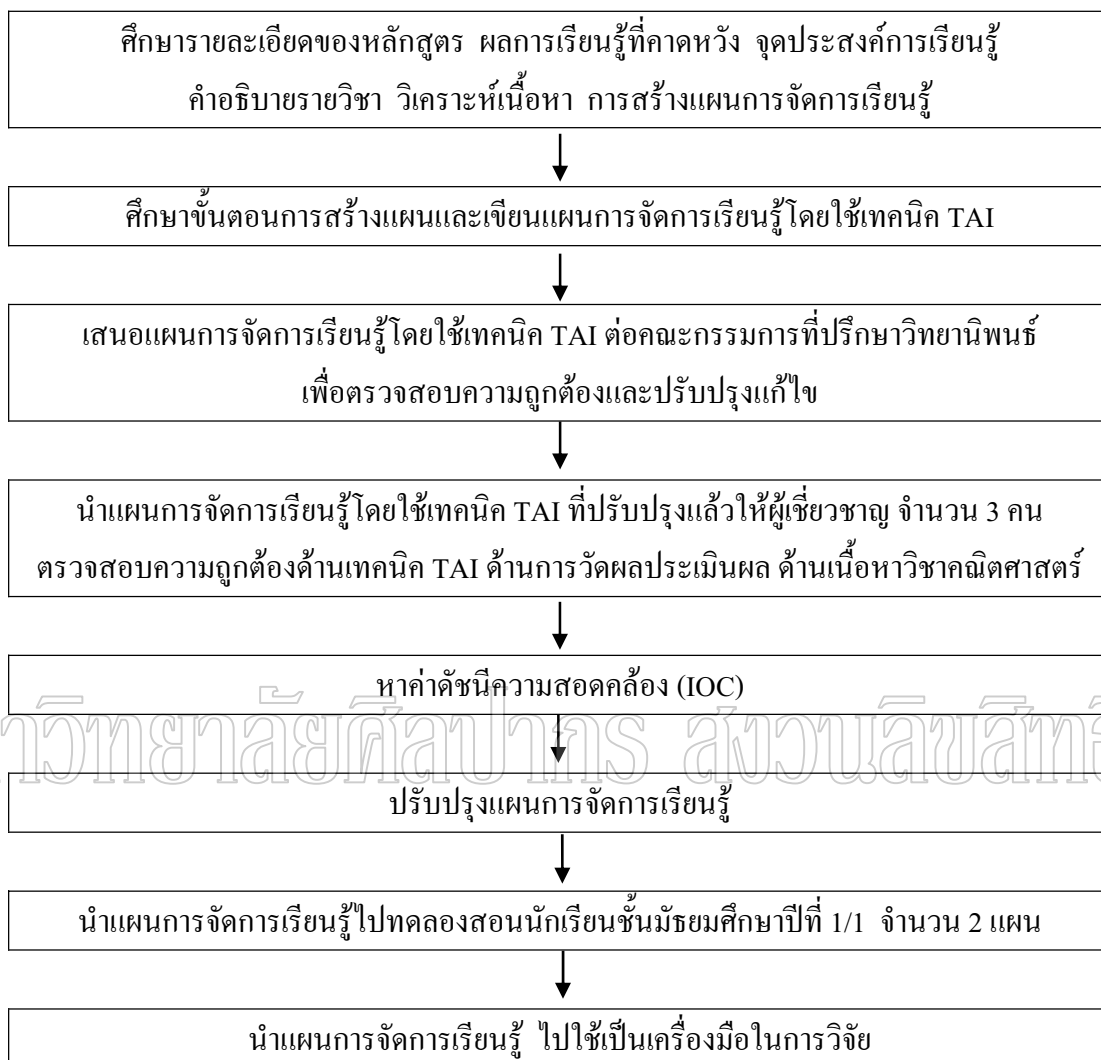 ศึกษารายละเอียดของหลักสูตร ผลการเรียนรู้ที่คาดหวัง จุดประสงค์การเรียนรู้
คำอธิบายรายวิชา วิเคราะห์เนื้อหา การสร้างแผนการจัดการเรียนรู้
ศึกษาขั้นตอนการสร้างแผนและเขียนแผนการจัดการเรียนรู้โดยใช้เทคนิค TAI
เสนอแผนการจัดการเรียนรู้โดยใช้เทคนิค TAI ต่อคณะกรรมการที่ปรึกษาวิทยานิพนธ์
เพื่อตรวจสอบความถูกต้องและปรับปรุงแก้ไข
นำแผนการจัดการเรียนรู้โดยใช้เทคนิค TAI ที่ปรับปรุงแล้วให้ผู้เชี่ยวชาญ จำนวน 3 คน
ตรวจสอบความถูกต้องด้านเทคนิค TAI ด้านการวัดผลประเมินผล ด้านเนื้อหาวิชาคณิตศาสตร์
หาค่าดัชนีความสอดคล้อง (IOC)
าวิทยาลัยศิลปากร สงวนลิขสิทธิ
ปรับปรุงแผนการจัดการเรียนรู้
นำแผนการจัดการเรียนรู้ไปทดลองสอนนักเรียนชั้นมัธยมศึกษาปีที่ 1/1 จำนวน 2 แผน
นำแผนการจัดการเรียนรู้ ไปใช้เป็นเครื่องมือในการวิจัย